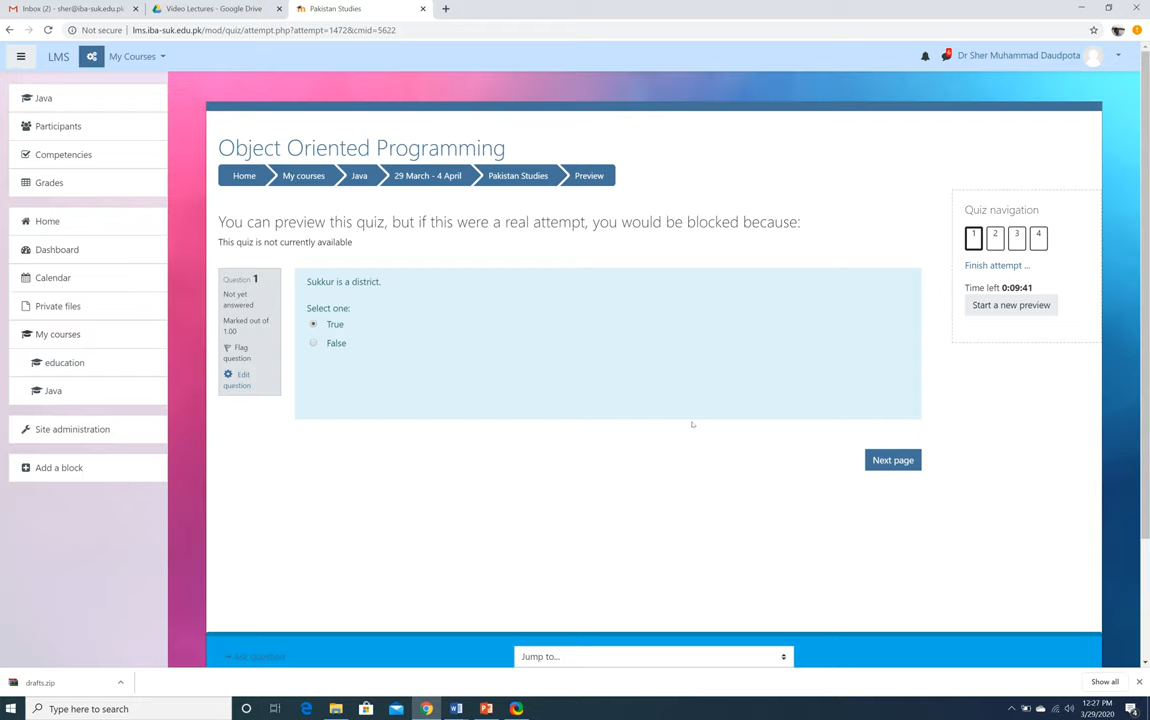 Inbox (2) - sher@iba-suk.edu.pk
Video Lectures - Google Drive
Pakistan Studies
Not secure
lms.iba-suk.edu.pk/mod/quiz/attempt.php?attempt=1472&cmid=5622
LMS
My Courses
6
Dr Sher Muhammad Daudpota
Java
Participants
Competencies
Grades
Home
Dashboard
Calendar
Private files
My courses
education
Java
Site administration
Add a block
Object Oriented Programming
Home
My courses
Java
29 March - 4 April
Pakistan Studies
Preview
You can preview this quiz, but if this were a real attempt, you would be blocked because:
This quiz is not currently available
Question 1
Not yet
answered
Marked out of
1.00
Flag
question
Edit
question
Sukkur is a district.
Select one:
True
False
Next page
Quiz navigation
1 2 3 4
Finish attempt ...
Time left 0:09:41
Start a new preview
Ask question
Jump to...
drafts.zip
Show all
Type here to search
12:27 PM
3/29/2020
4